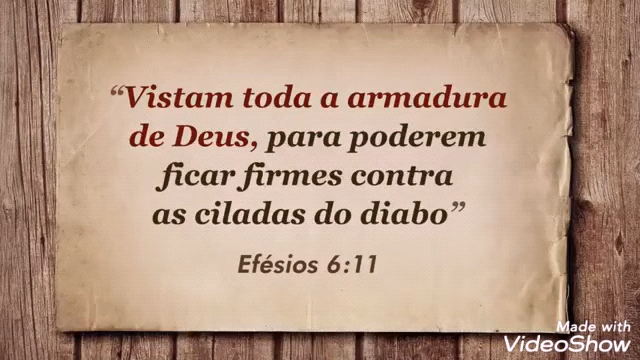 “Vistam toda a armadura
de Deus, para poderem
ficar firmes contra
as ciladas do diabo”
Efésios 6:11
Made with
VideoShow